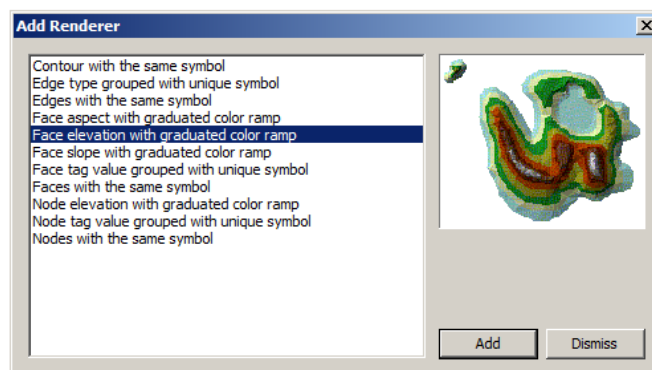 Add Renderer
Contour with the same symbol
Edge type grouped with unique symbol
Edges with the same symbol
Face aspect with graduated color ramp
Face elevation with graduated color ramp
Face slope with graduated color ramp
Face tag value grouped with unique symbol
Faces with the same symbol
Node elevation with graduated color ramp
Node tag value grouped with unique symbol
Nodes with the same symbol
Add
Dismiss